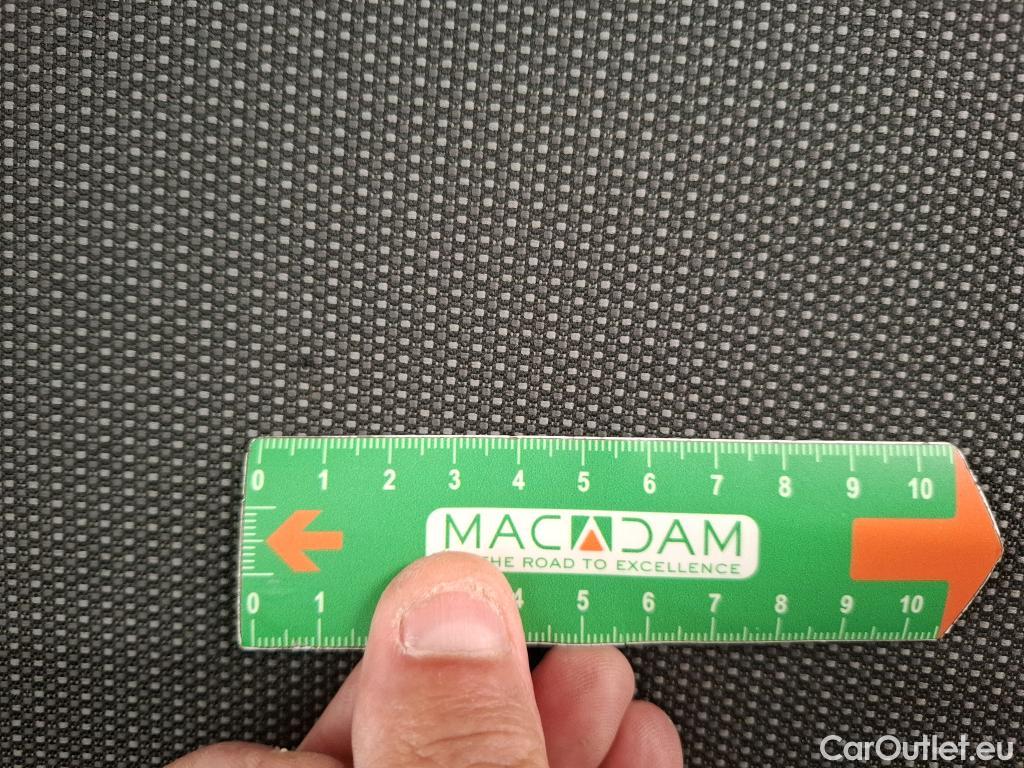 0 1 2 3 4 5 6 7 8 9 10
MACADAM
THE ROAD TO EXCELLENCE
0 1 4 5 6 7 8 9 10
CarOutlet.eu